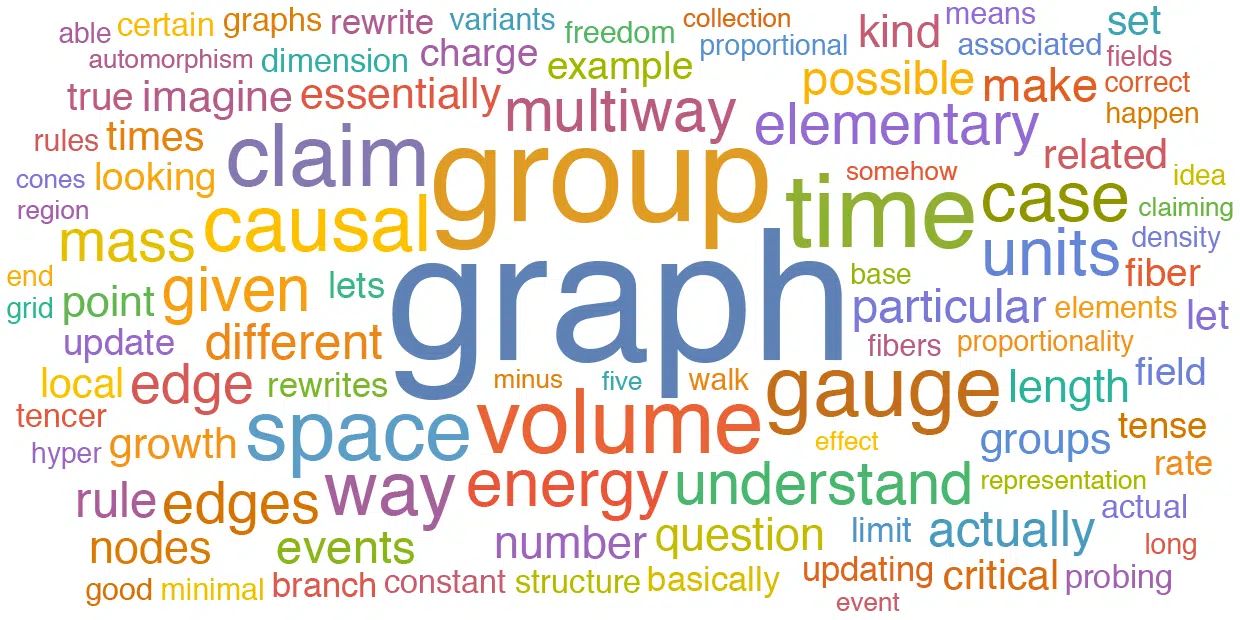 able certain graphs rewrite variants freedom collection kind means set
automorphism dimension charge example proportional associated fields
true imagine essentially multiway possible make correct
rules times claim group elementary happen
cones looking causal somehow related idea
region mass time case claiming
end given lets graph base units density
grid point particular fiber elements let
update different fibers proportionality
local edge rewrites minus five walk gauge length field
tencer growth space volume effect groups tense
hyper way energy understand representation rate
rule edges actual
nodes events number question limit actually long
good minimal branch constant structure basically updating critical probing
event